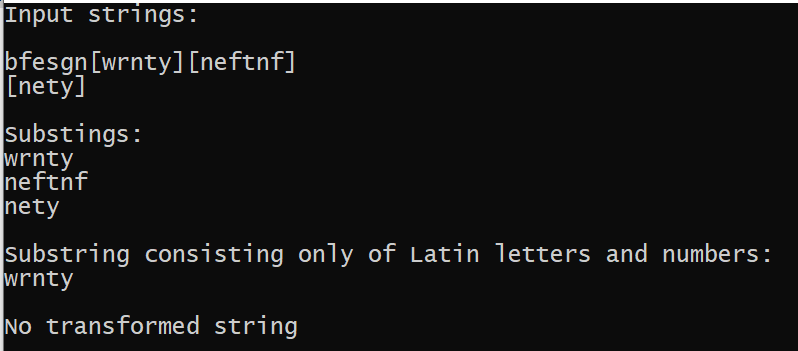 Input strings:
bfesgn[wrnty][neftnf]
[nety]
Substings:
wrnty
neftnf
nety
Substring consisting only of Latin letters and numbers:
wrnty
No transformed string